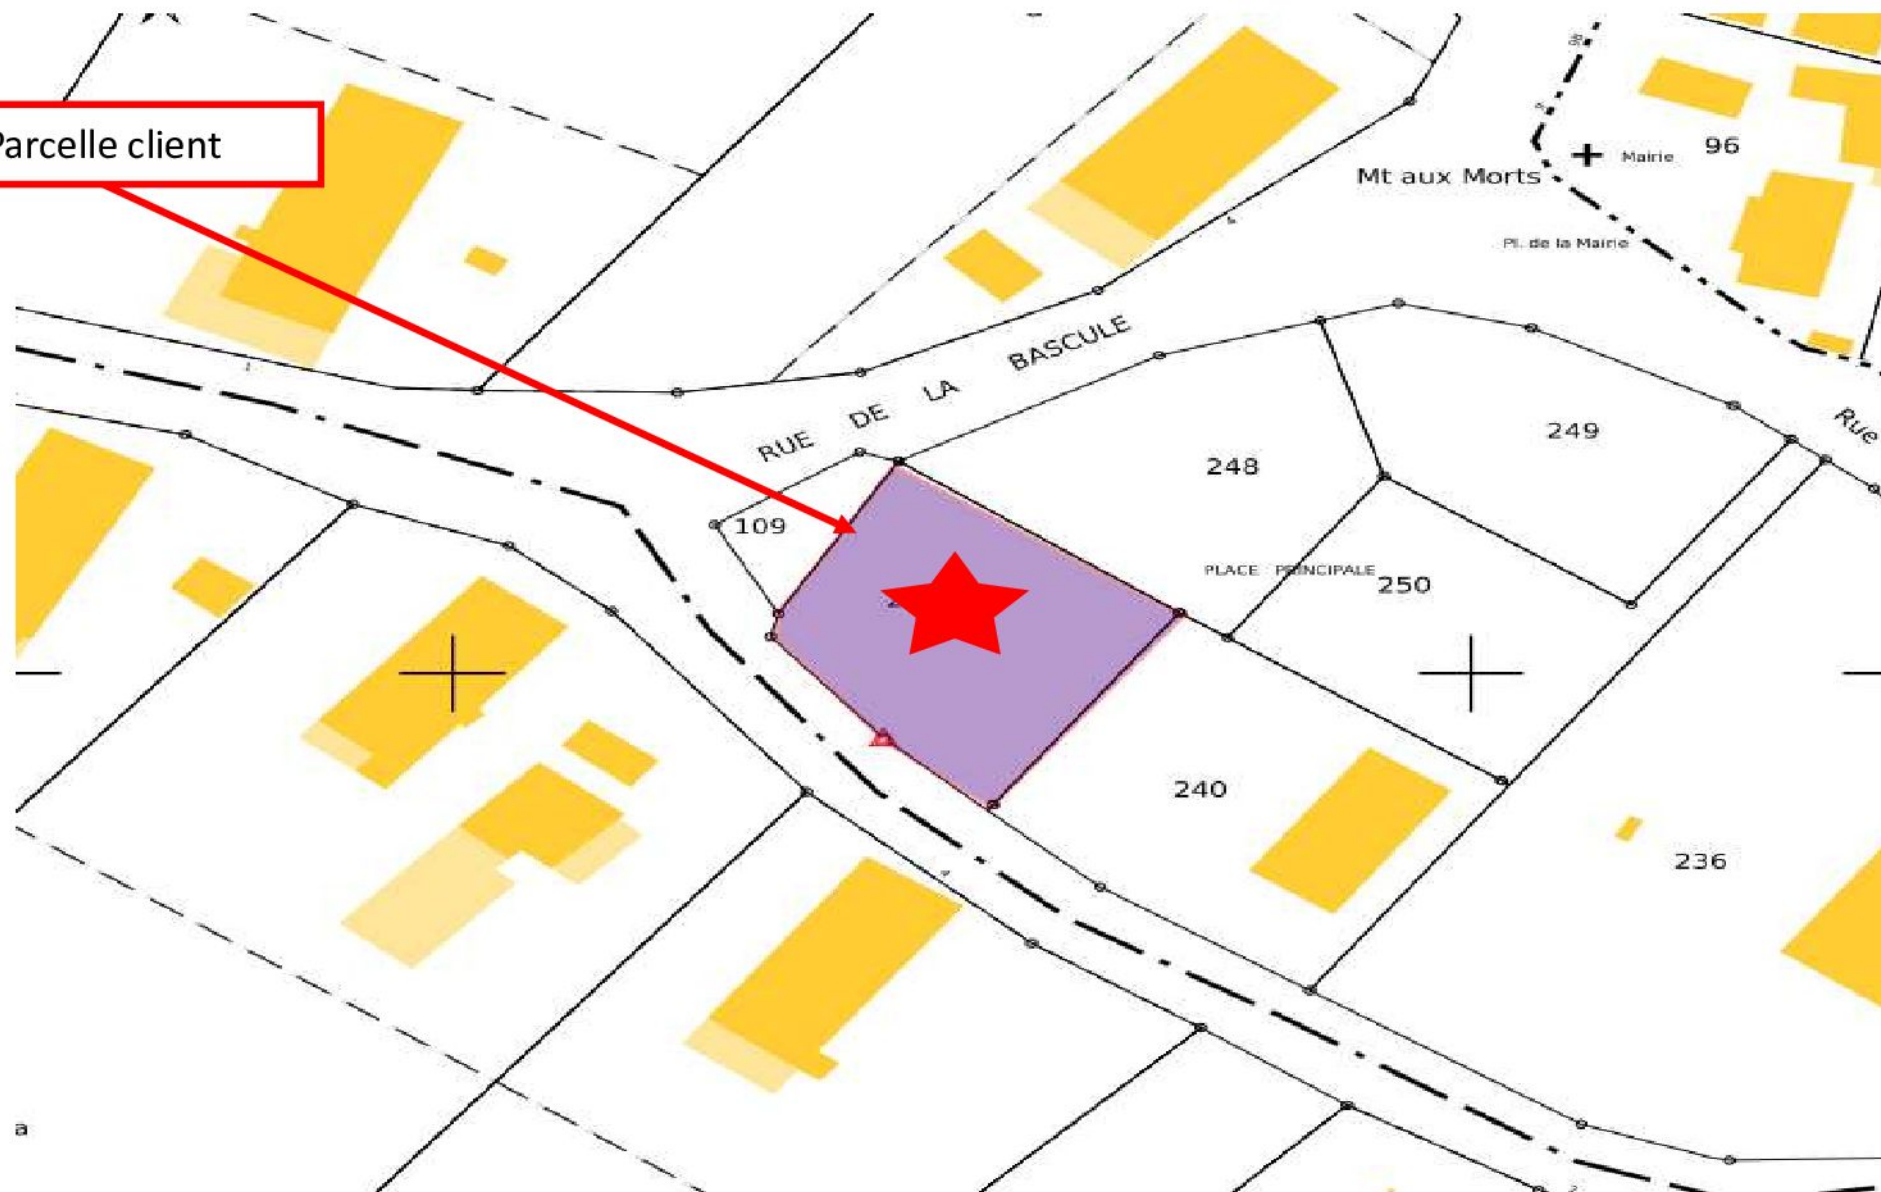 Parcelle client
96
Mairie
Mt aux Morts
Pl. de la Mairie
RUE DE LA BASCULE
Rue
249
248
109
PLACE PRINCIPALE
250
240
236
a